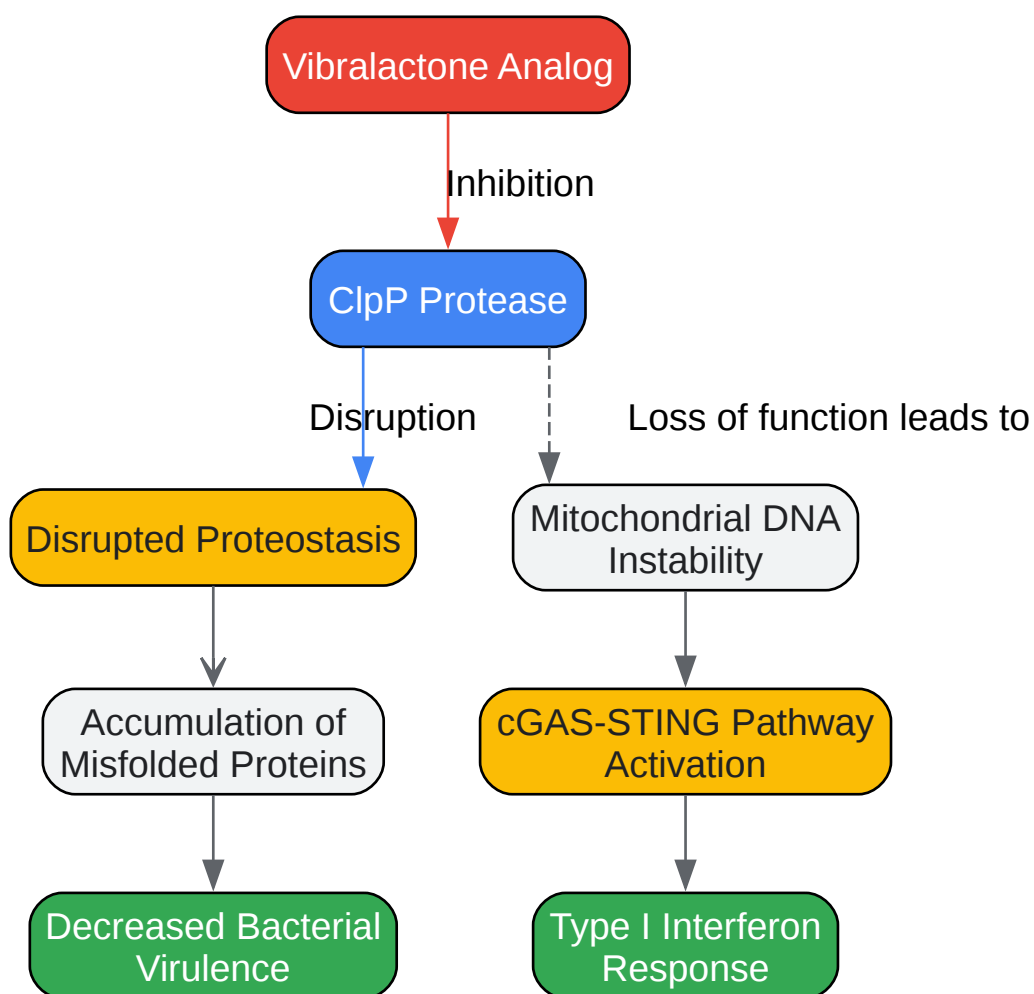 Vibralactone Analog
Inhibition
ClpP Protease
Disruption
Loss of function leads to
Disrupted Proteostasis
Mitochondrial DNA
Instability
Accumulation of
Misfolded Proteins
cGAS-STING Pathway
Activation
Decreased Bacterial
Virulence
Type I Interferon
Response